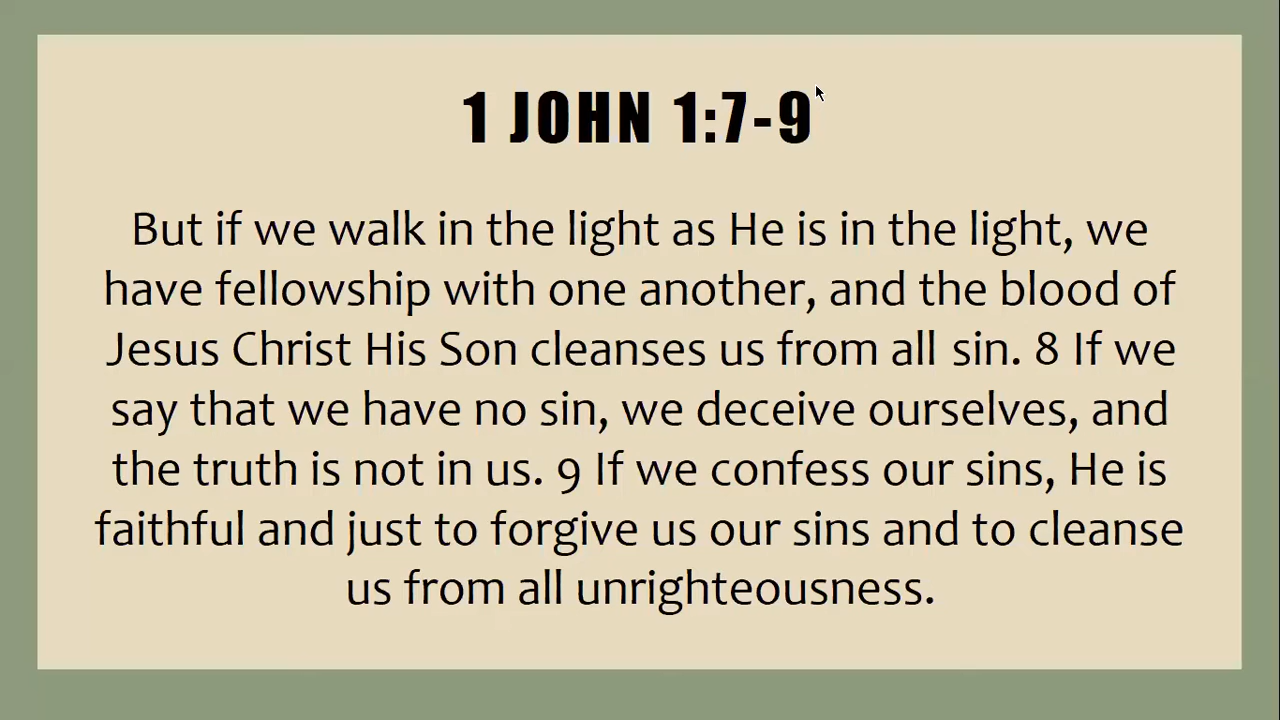 1 JOHN 1:7-9
But if we walk in the light as He is in the light, we
have fellowship with one another, and the blood of
Jesus Christ His Son cleanses us from all sin. 8 If we
say that we have no sin, we deceive ourselves, and
the truth is not in us. 9 If we confess our sins, He is
faithful and just to forgive us our sins and to cleanse
us from all unrighteousness.